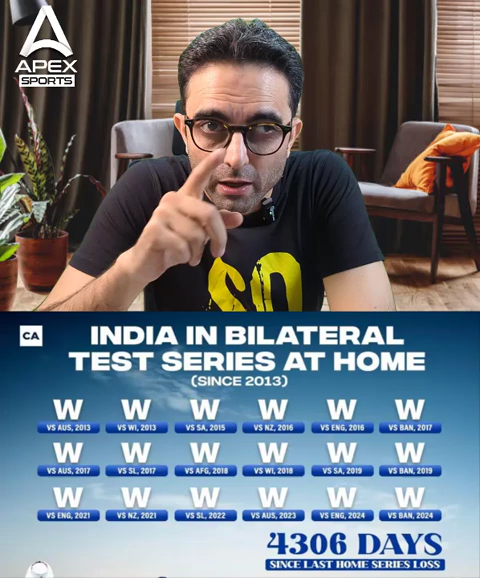 APEX
SPORTS
CA
INDIA IN BILATERAL
TEST SERIES AT HOME
(SINCE 2013)
W W W W W W
VS AUS, 2013 VS WI, 2013 VS SA, 2015 VS NZ, 2016 VS ENG, 2016 VS BAN, 2017
W W W W W W
VS AUS, 2017 VS SL, 2017 VS AFG, 2018 VS WI, 2018 VS SA, 2019 VS BAN, 2019
W W W W W W
VS ENG, 2021 VS NZ, 2021 VS SL, 2022 VS AUS, 2023 VS ENG, 2024 VS BAN, 2024
4306 DAYS
SINCE LAST HOME SERIES LOSS